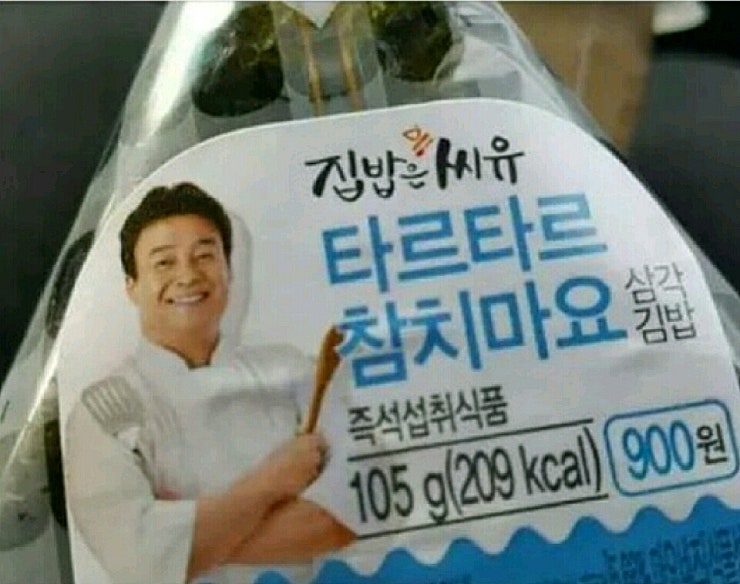 집밥은 씨유
타르타르
참치마요 삼각
김밥
즉석섭취식품
105 g(209 kcal) 900원